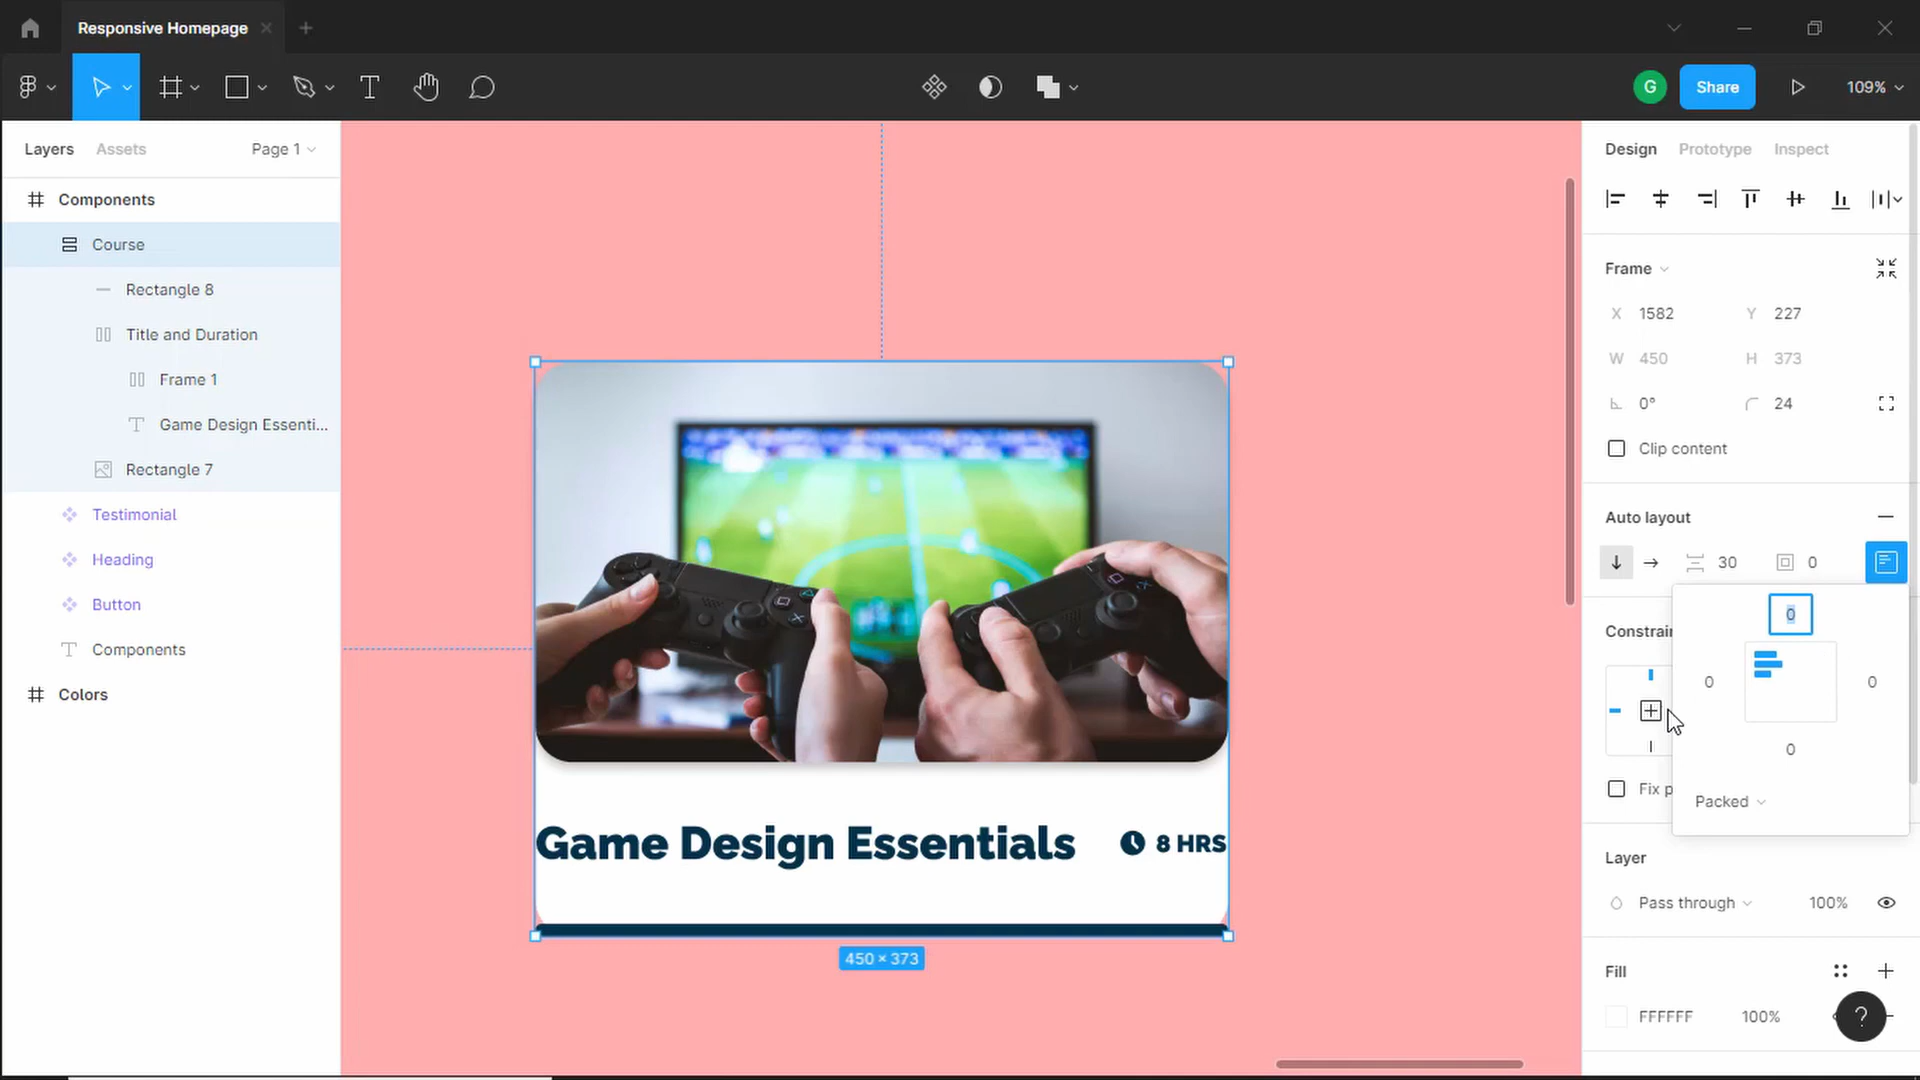 Responsive Homepage
G
Share
109%
Layers
Assets
Page 1
Components
Course
Rectangle 8
Title and Duration
Frame 1
Game Design Essenti...
Rectangle 7
Testimonial
Heading
Button
Components
Colors
Game Design Essentials
8 HRS
450 × 373
Design
Prototype
Inspect
Frame
X 1582
Y 227
W 450
H 373
0°
24
Clip content
Auto layout
30
0
0
Constrain
0
0
0
Fix p
Packed
Layer
Pass through
100%
Fill
FFFFFF
100%
?